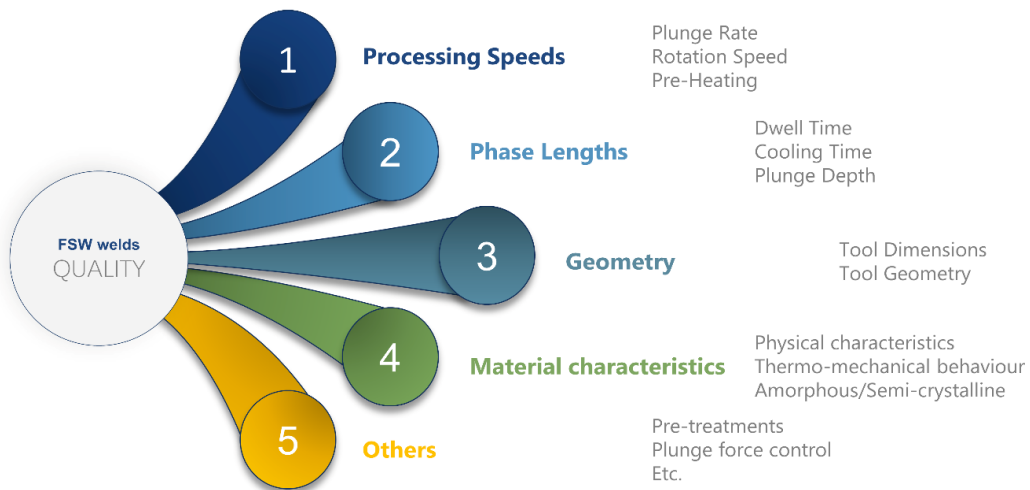 FSW welds
QUALITY
1
Processing Speeds
Plunge Rate
Rotation Speed
Pre-Heating
2
Phase Lengths
Dwell Time
Cooling Time
Plunge Depth
3
Geometry
Tool Dimensions
Tool Geometry
4
Material characteristics
Physical characteristics
Thermo-mechanical behaviour
Amorphous/Semi-crystalline
5
Others
Pre-treatments
Plunge force control
Etc.